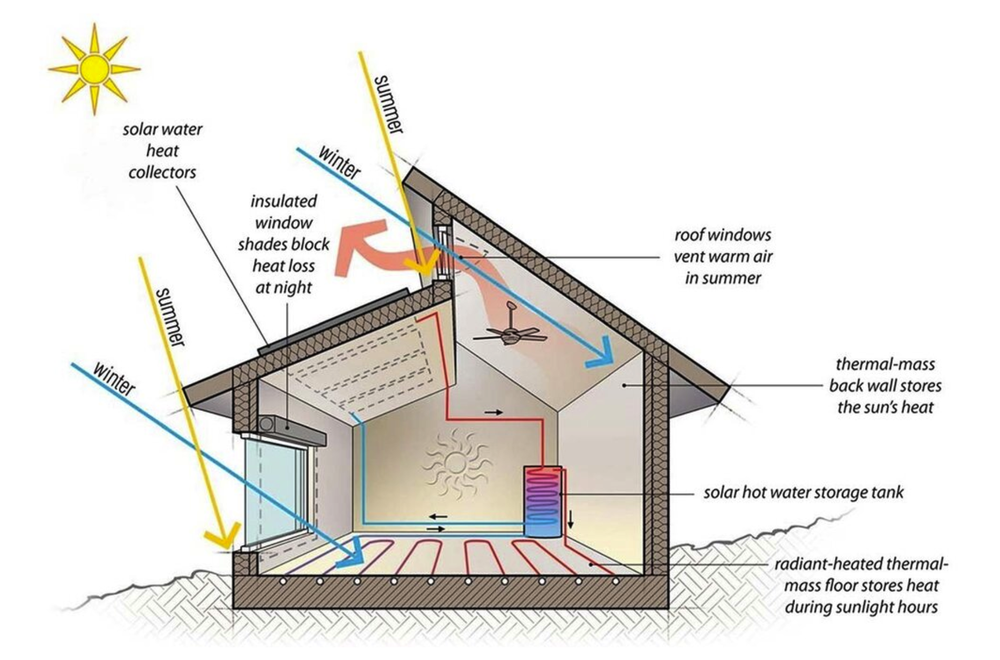 summer
winter
solar water
heat
collectors
insulated
window
shades block
heat loss
at night
roof windows
vent warm air
in summer
summer
winter
thermal-mass
back wall stores
the sun's heat
solar hot water storage tank
radiant-heated thermal-
mass floor stores heat
during sunlight hours